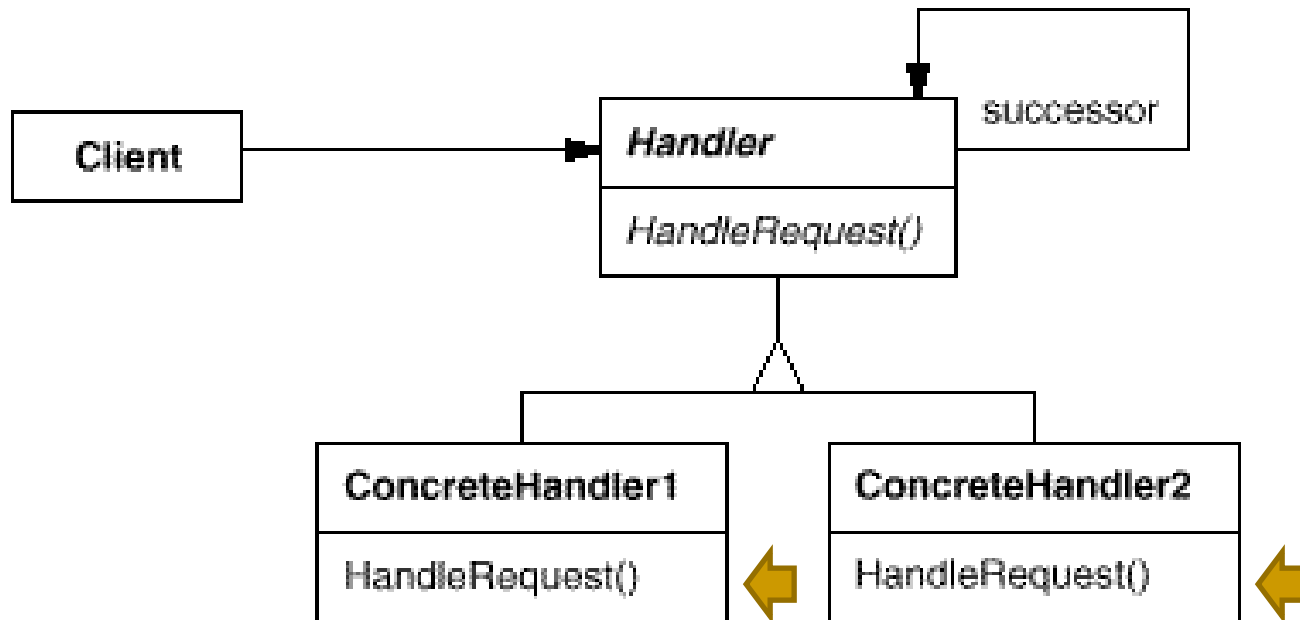 successor
Client
Handler
HandleRequest()
ConcreteHandler1
ConcreteHandler2
HandleRequest()
HandleRequest()